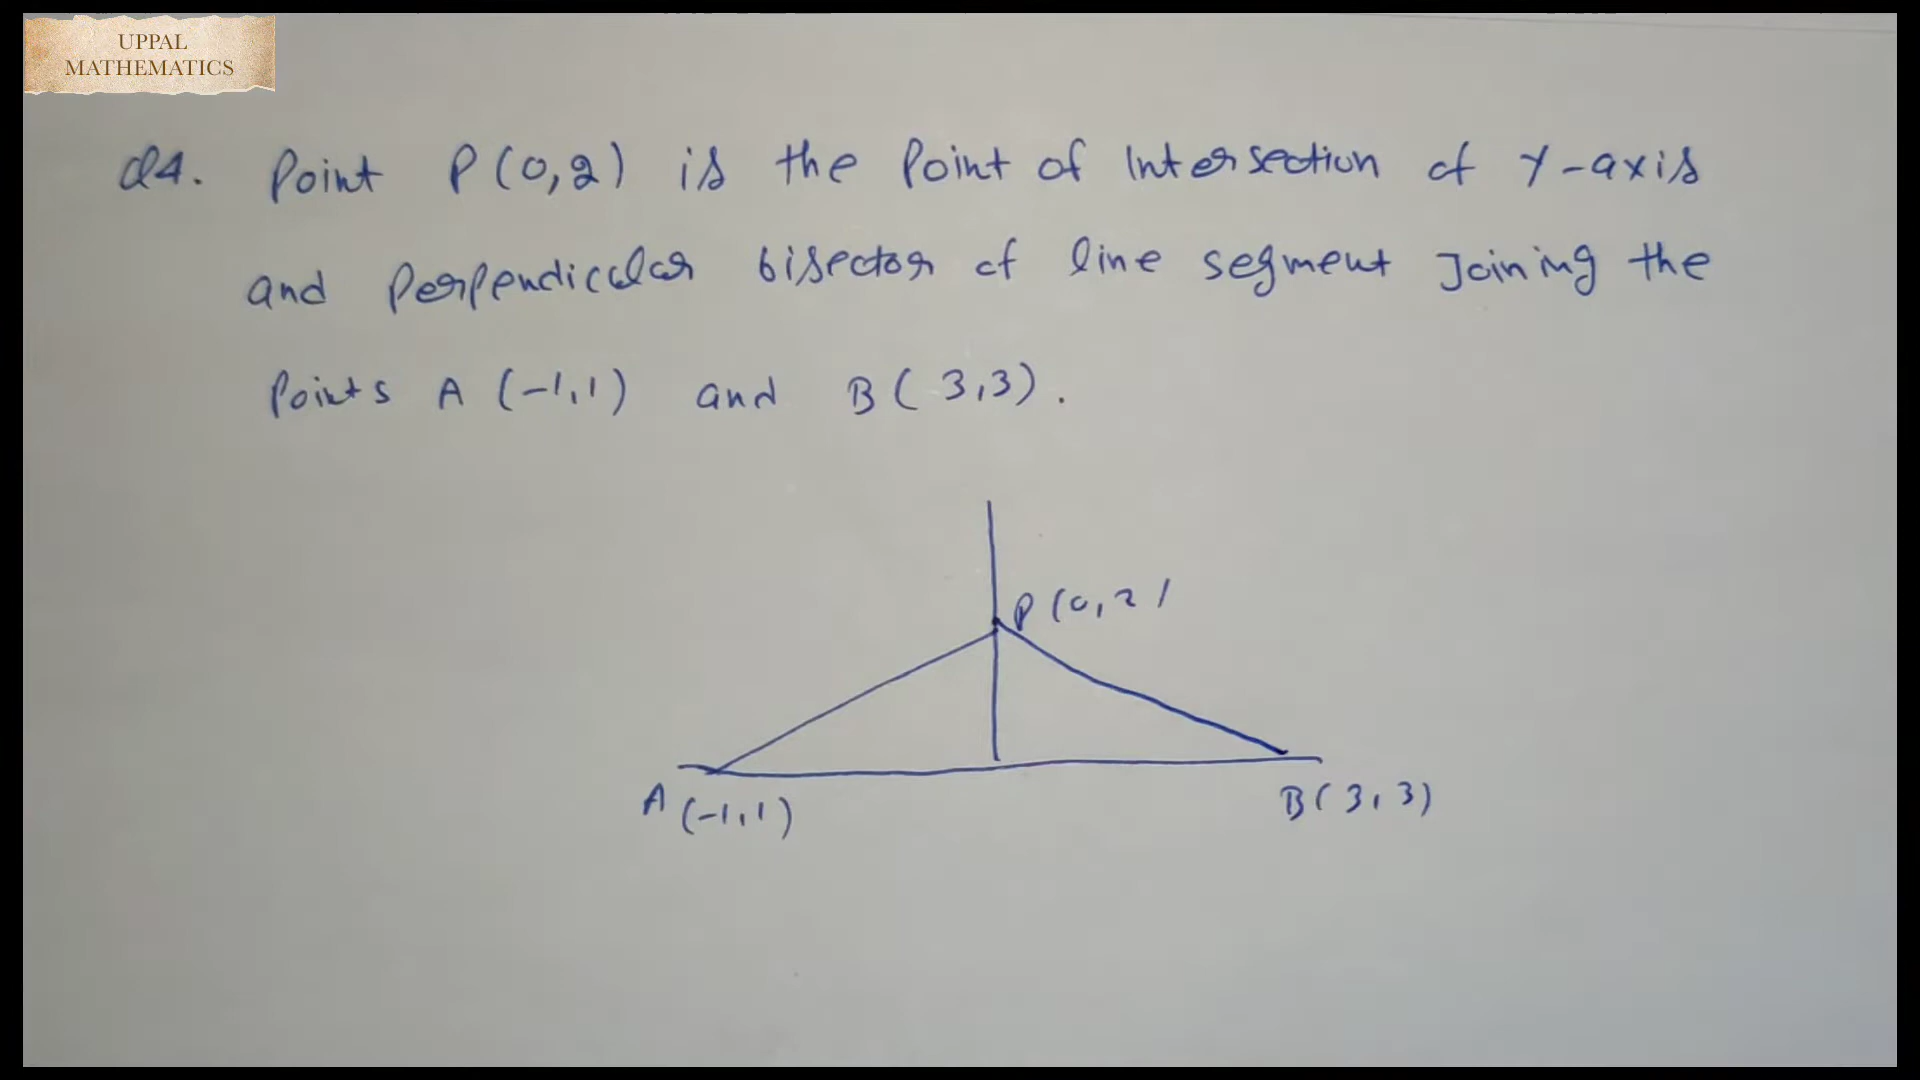 UPPAL
MATHEMATICS
Q4. Point P(0,2) is the Point of Intersection of Y-axis
and Perpendicular bisector of line segment Joining the
Points A (-1,1) and B(3,3).
P(0,2)
A (-1,1)
B(3,3)